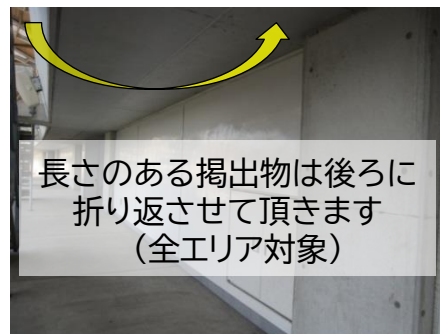 長さのある掲出物は後ろに
折り返させて頂きます
（全エリア対象）